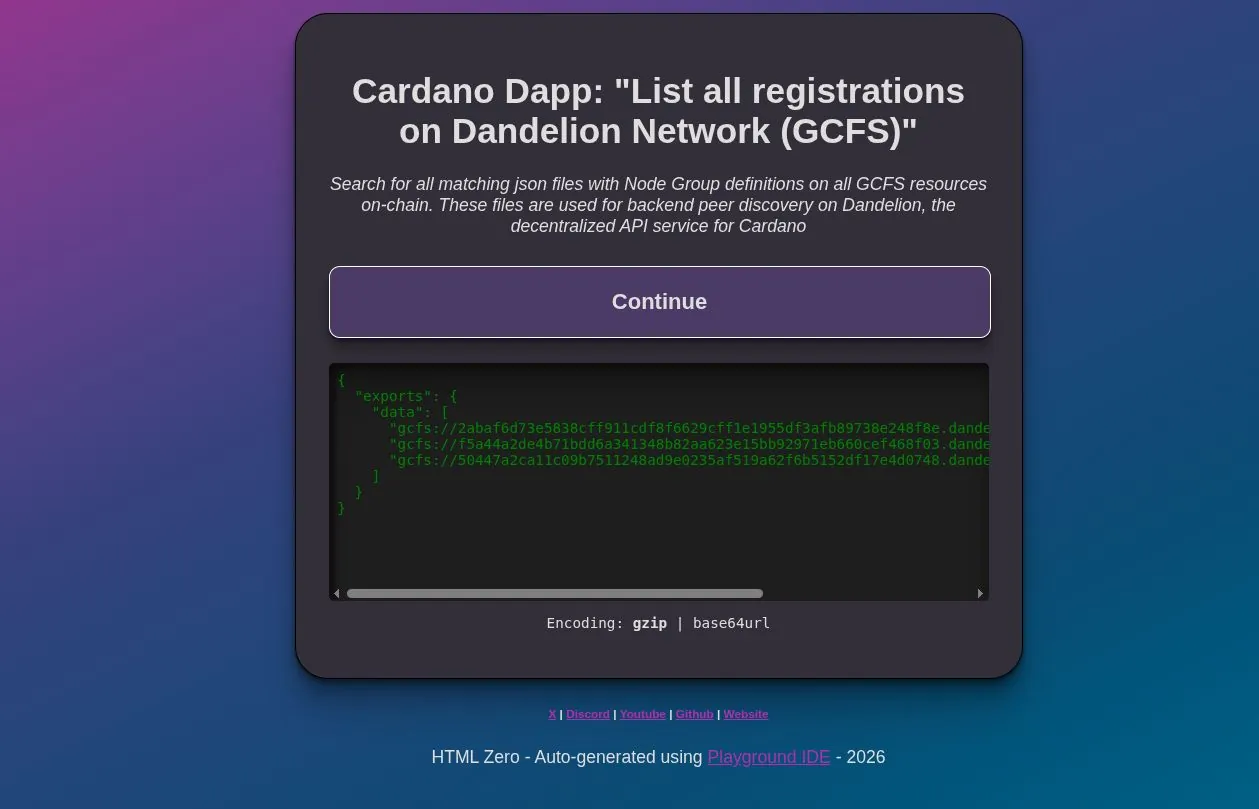 Cardano Dapp: "List all registrations
on Dandelion Network (GCFS)"
Search for all matching json files with Node Group definitions on all GCFS resources
on-chain. These files are used for backend peer discovery on Dandelion, the
decentralized API service for Cardano
Continue
{
  "exports": {
    "data": [
      "gcfs://2abaf6d73e5838cff911cdf8f6629cff1e1955df3afb89738e248f8e.dande
      "gcfs://f5a44a2de4b71bdd6a341348b82aa623e15bb92971eb660cef468f03.dande
      "gcfs://50447a2ca11c09b7511248ad9e0235af519a62f6b5152df17e4d0748.dande
    ]
  }
}
Encoding: gzip | base64url
X | Discord | Youtube | Github | Website
HTML Zero - Auto-generated using Playground IDE - 2026